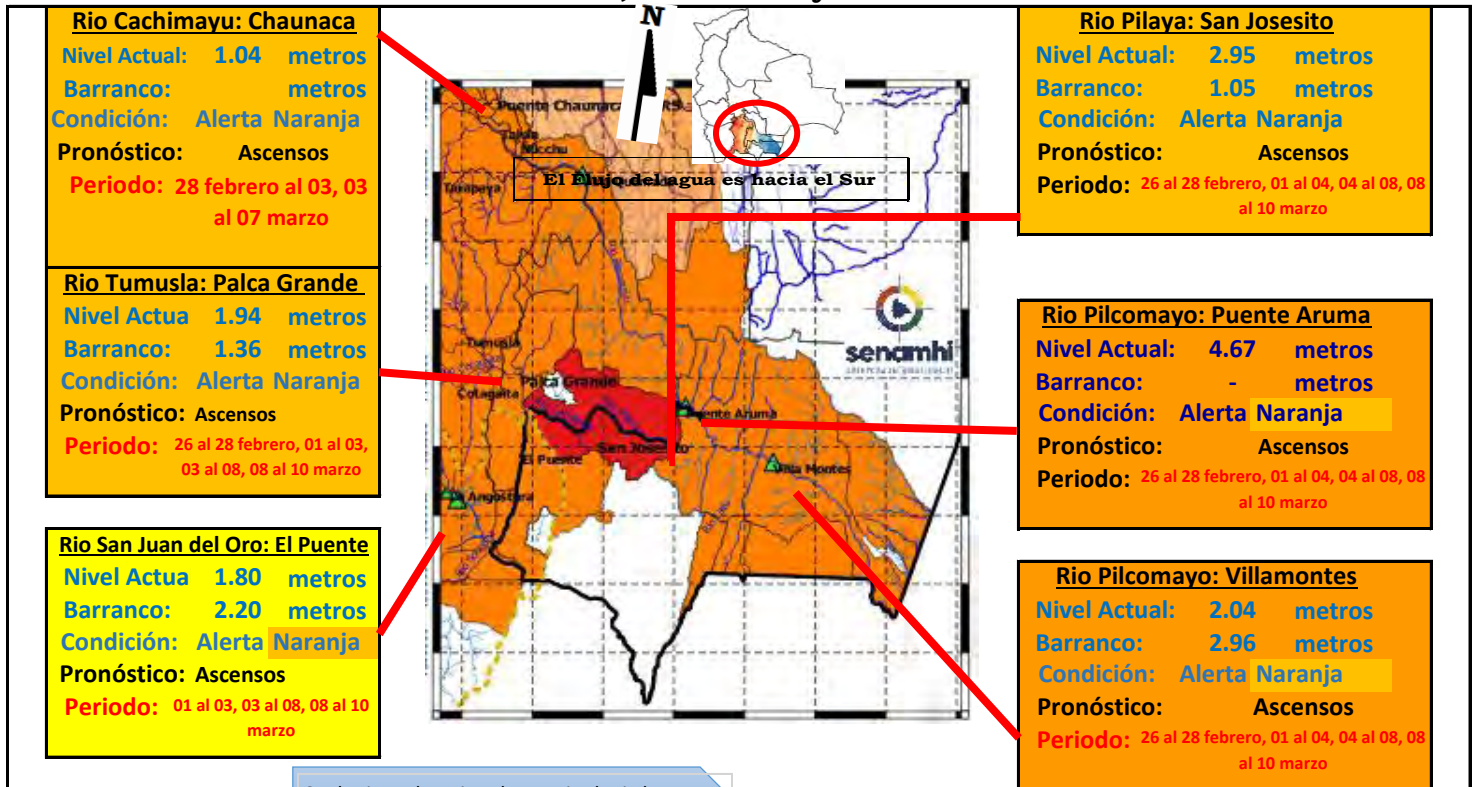 Rio Cachimayu: Chaunaca
Nivel Actual: 1.04 metros
Barranco: metros
Condición: Alerta Naranja
Pronóstico: Ascensos
Periodo: 28 febrero al 03, 03
al 07 marzo
Rio Tumusla: Palca Grande
Nivel Actua 1.94 metros
Barranco: 1.36 metros
Condición: Alerta Naranja
Pronóstico: Ascensos
Periodo: 26 al 28 febrero, 01 al 03,
03 al 08, 08 al 10 marzo
Rio San Juan del Oro: El Puente
Nivel Actua 1.80 metros
Barranco: 2.20 metros
Condición: Alerta Naranja
Pronóstico: Ascensos
Periodo: 01 al 03, 03 al 08, 08 al 10
marzo
N
Puente Chaunaca
Talula
Ñucchu
Tarapaya
El Flujo del agua es hacia el Sur
senamhi
Tumusla
Palca Grande
Cotagaita
Puente Aruma
San Josesito
El Puente
Villa Montes
La Angostura
Rio Pilaya: San Josesito
Nivel Actual: 2.95 metros
Barranco: 1.05 metros
Condición: Alerta Naranja
Pronóstico: Ascensos
Periodo: 26 al 28 febrero, 01 al 04, 04 al 08, 08
al 10 marzo
Rio Pilcomayo: Puente Aruma
Nivel Actual: 4.67 metros
Barranco: - metros
Condición: Alerta Naranja
Pronóstico: Ascensos
Periodo: 26 al 28 febrero, 01 al 04, 04 al 08, 08
al 10 marzo
Rio Pilcomayo: Villamontes
Nivel Actual: 2.04 metros
Barranco: 2.96 metros
Condición: Alerta Naranja
Pronóstico: Ascensos
Periodo: 26 al 28 febrero, 01 al 04, 04 al 08, 08
al 10 marzo